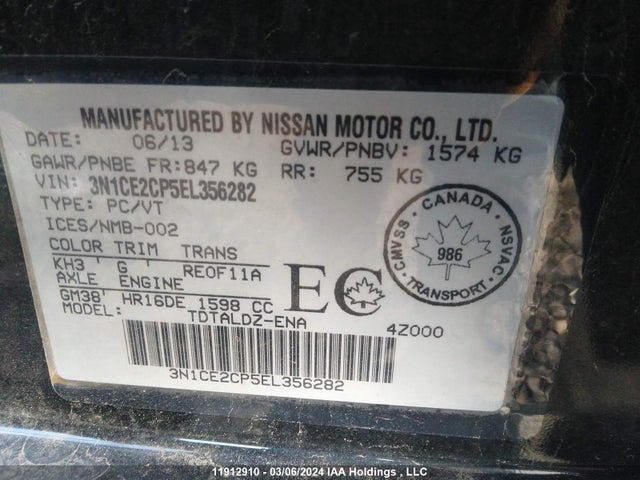 MANUFACTURED BY NISSAN MOTOR CO., LTD.
DATE: 06/13 GVWR/PNBV: 1574 KG
GAWR/PNBE FR: 847 KG RR: 755 KG
VIN: 3N1CE2CP5EL356282
TYPE: PC/VT
ICES/NMB-002
COLOR TRIM TRANS
KH3 G REOF11A
AXLE ENGINE
GM38 HR16DE 1598 CC
MODEL: TDTALDZ-ENA 4Z000
3N1CE2CP5EL356282
EC
CANADA
CMVSS NSVAC
986
TRANSPORT
11912910 - 03/06/2024 IAA Holdings , LLC